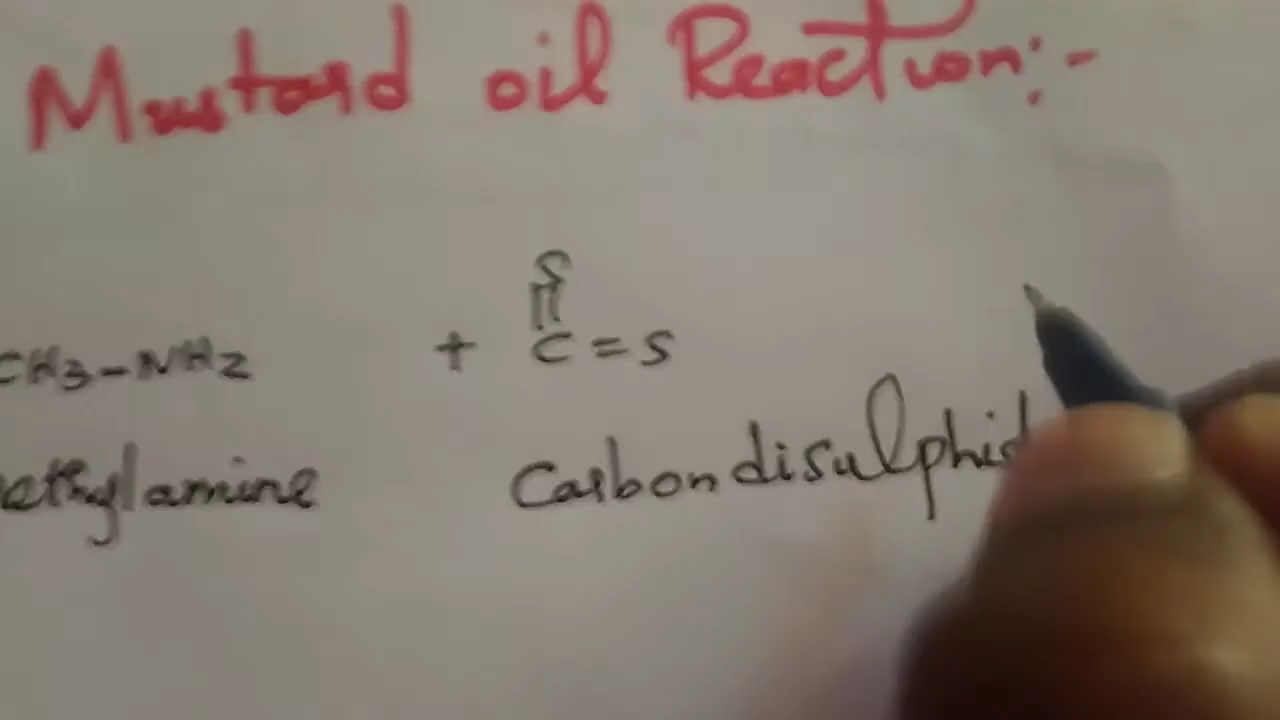 Mustard oil Reaction:-
S
CH3-NH2 + C=S
ethylamine Carbondisulphid